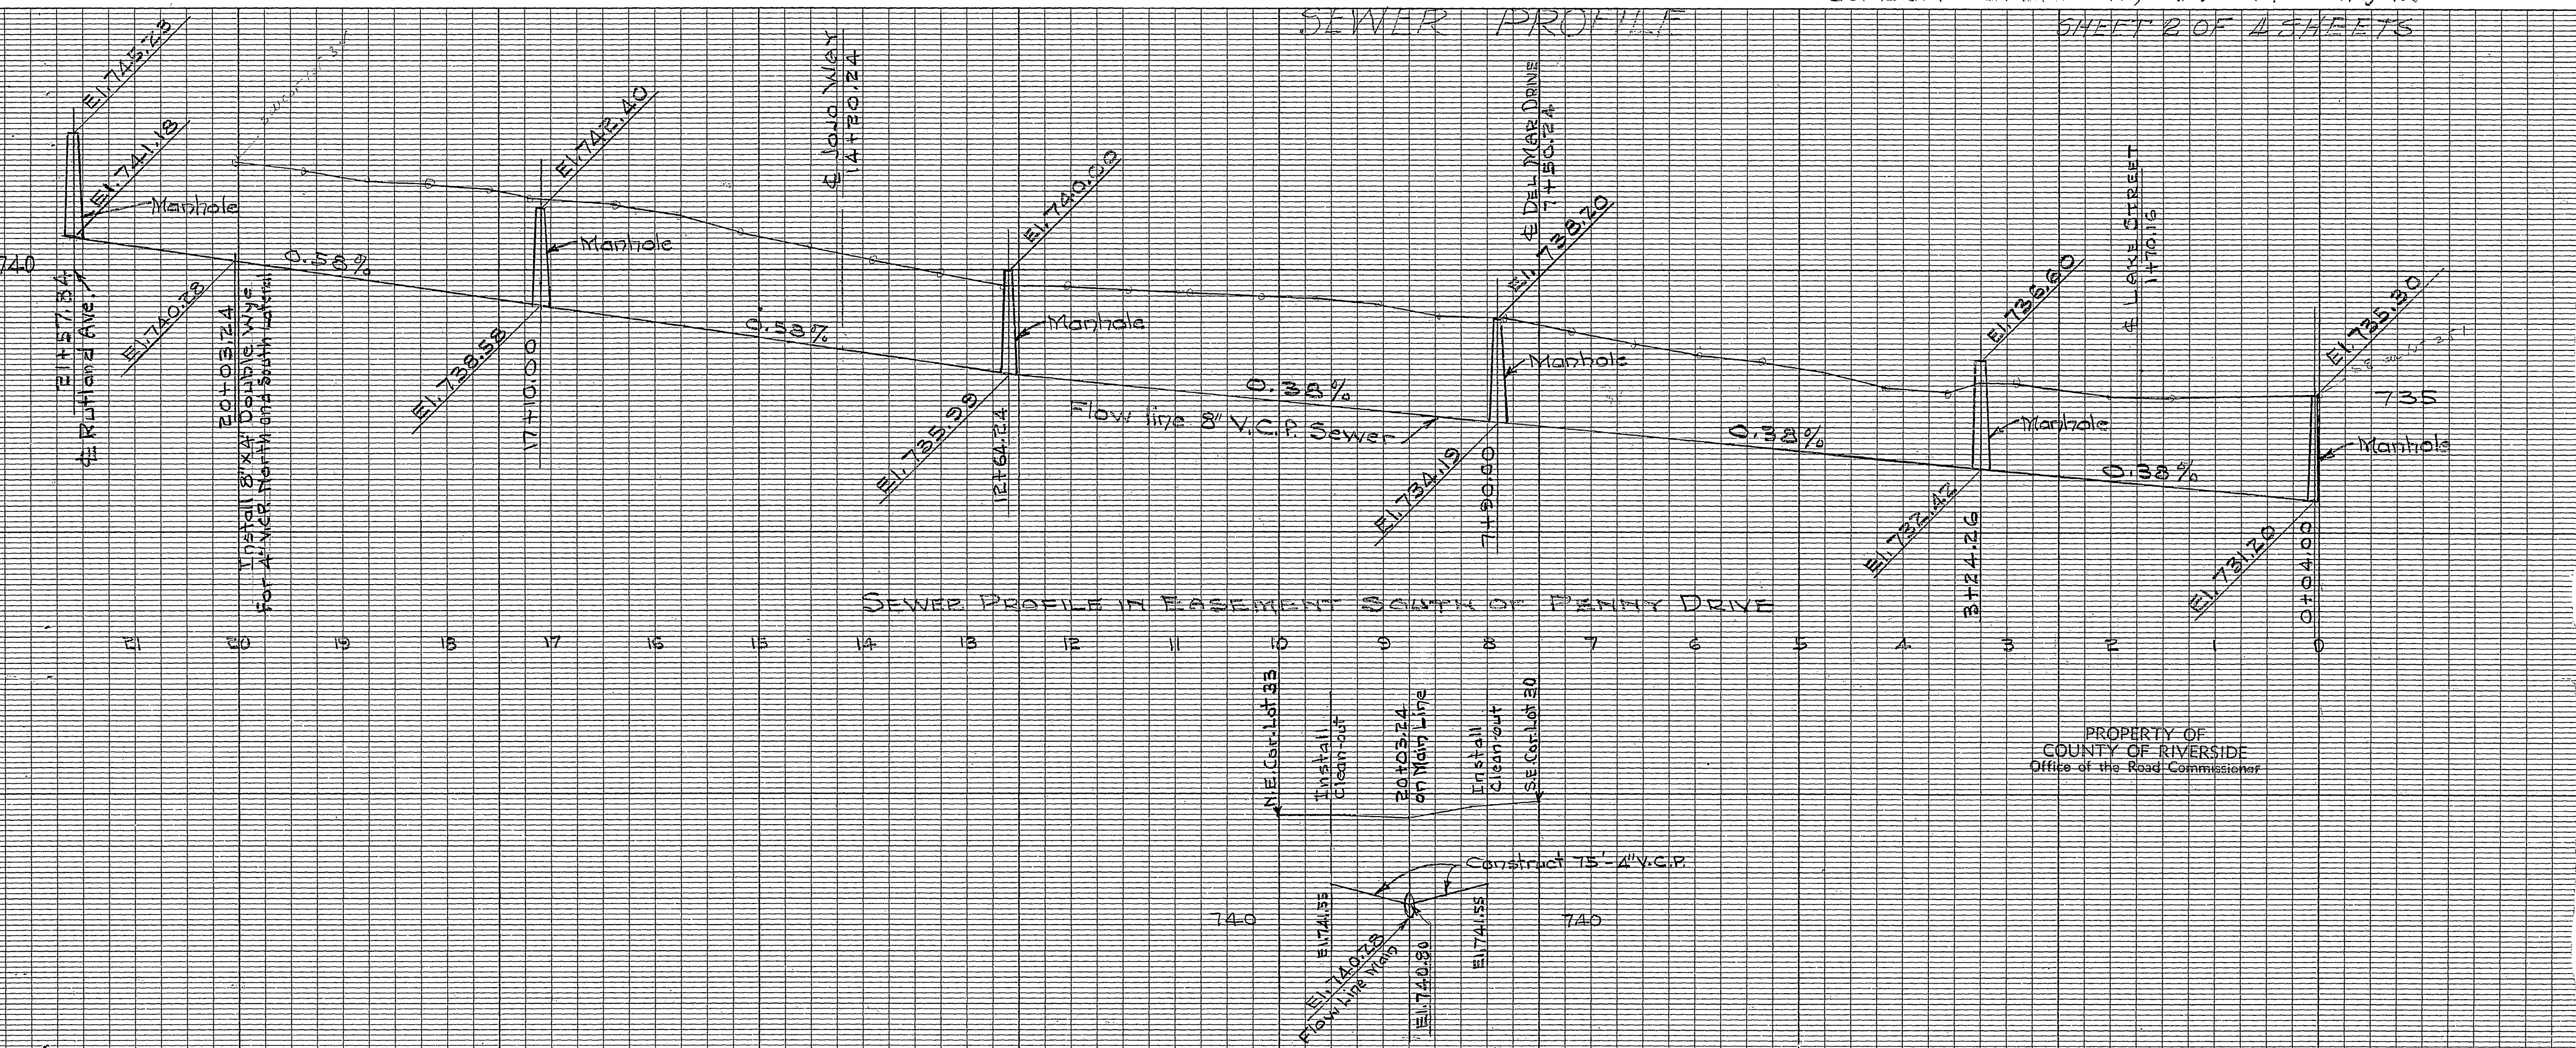 SEWER PROFILE
SHEET 2 OF 4 SHEETS
El. 745.23
El. 741.18
Manhole
740
21+57.84
℄ Rutland Ave.
El. 740.28
20+03.24
Install 8"x4" Double Wye
For 4" V.C.P. North and South Lateral
0.58%
El. 742.40
Manhole
El. 738.58
17+10.00
℄ JOJO WAY
14+30.24
0.58%
El. 740.00
Manhole
El. 735.99
12+64.24
0.38%
Flow line 8" V.C.P. Sewer
℄ DEL MAR DRIVE
7+50.24
El. 738.20
Manhole
El. 734.19
7+90.00
0.38%
El. 736.60
Manhole
El. 732.42
3+24.26
℄ LAKE STREET
1+70.16
0.38%
El. 735.30
735
Manhole
El. 731.20
0+04.00
SEWER PROFILE IN EASEMENT SOUTH OF PENNY DRIVE
21 20 19 18 17 16 15 14 13 12 11 10 9 8 7 6 5 4 3 2 1 0
N.E. Cor. Lot 33
Install
Clean-out
20+03.24
on Main Line
Install
Clean-out
S.E. Cor. Lot 30
PROPERTY OF
COUNTY OF RIVERSIDE
Office of the Road Commissioner
Construct 75'-4" V.C.P.
740
El. 741.55
El. 740.28
Flow Line Main
El. 740.80
El. 741.55
740